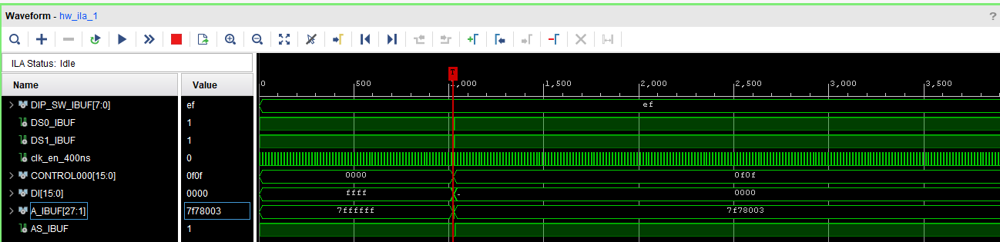 Waveform - hw_ila_1
?
ILA Status: Idle
Name Value
0 500 1,000 1,500 2,000 2,500 3,000 3,500
DIP_SW_IBUF[7:0] ef ef
DS0_IBUF 1
DS1_IBUF 1
clk_en_400ns 0
CONTROL000[15:0] 0f0f 0000 0f0f
DI[15:0] 0000 ffff 0000
A_IBUF[27:1] 7f78003 7ffffff 7f78003
AS_IBUF 1